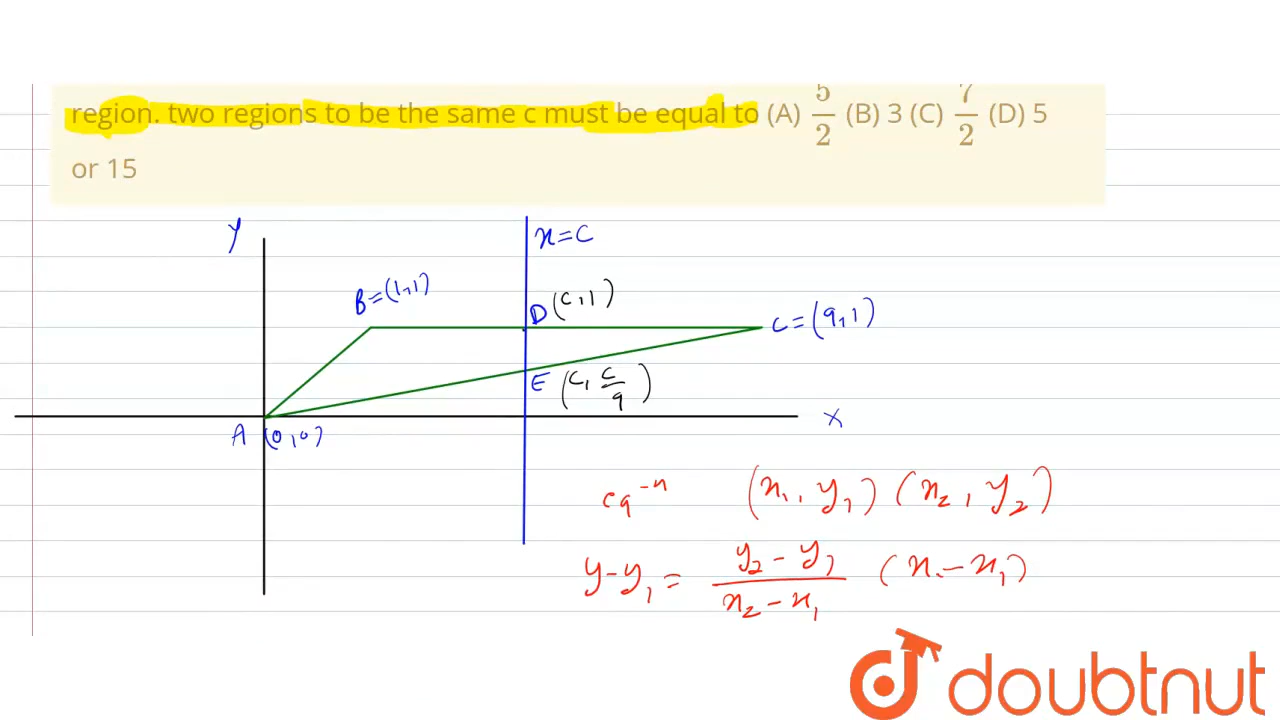 region. two regions to be the same c must be equal to (A) 5/2 (B) 3 (C) 7/2 (D) 5
or 15
y
x=C
B=(1,1)
D (c,1)
C=(9,1)
E (c, c/9)
A (0,0)
x
eq⁻ⁿ (x₁, y₁) (x₂, y₂)
y-y₁ = y₂-y₁/x₂-x₁ (x-x₁)
doubtnut